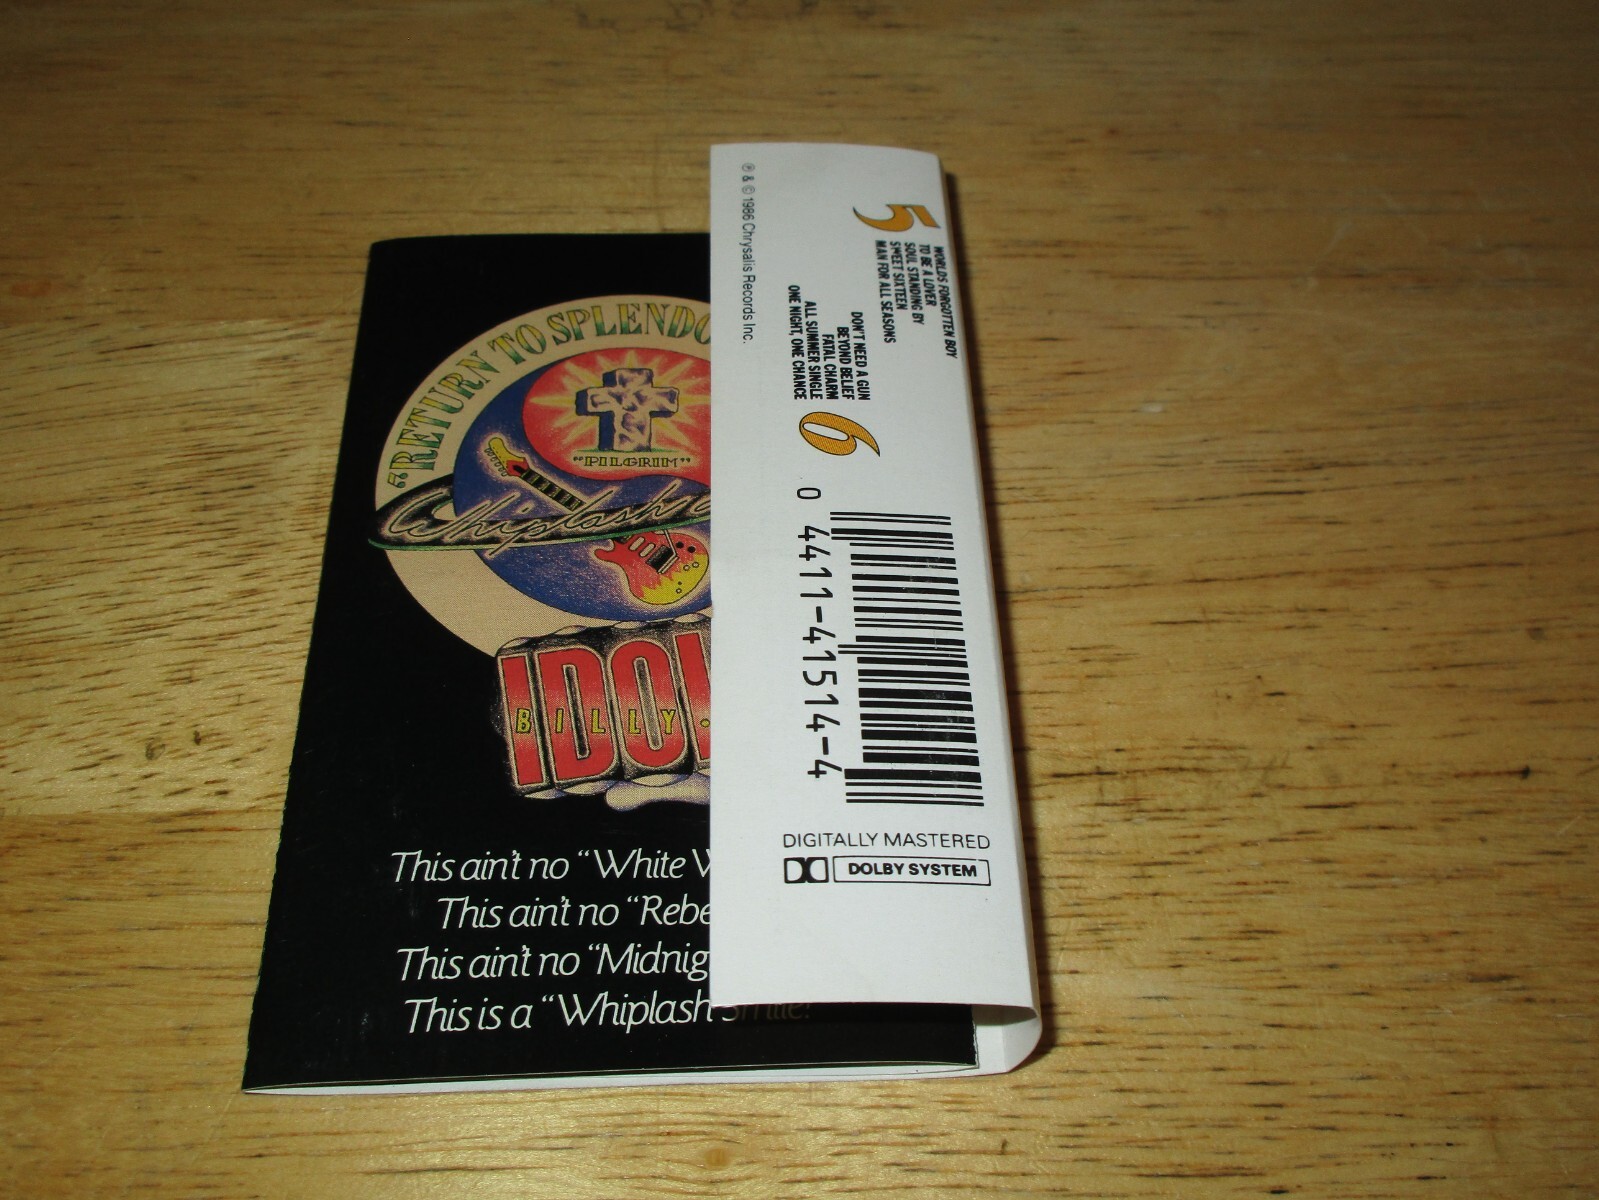 "RETURN TO SPLENDO
"PILGRIM"
Whiplash
IDOL
BILLY
This ain't no "White W
This ain't no "Rebe
This ain't no "Midnig
This is a "Whiplash Smile!
℗ & © 1986 Chrysalis Records Inc.
5
WORLDS FORGOTTEN BOY
TO BE A LOVER
SOUL STANDING BY
SWEET SIXTEEN
MAN FOR ALL SEASONS
DON'T NEED A GUN
BEYOND BELIEF
FATAL CHARM
ALL SUMMER SINGLE
ONE NIGHT, ONE CHANCE
6
0 4411-41514-4
DIGITALLY MASTERED
DOLBY SYSTEM